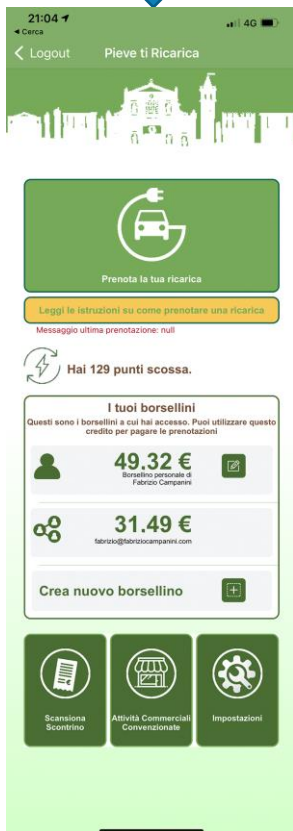 21:04
4G
◄ Cerca
Logout
Pieve ti Ricarica
Prenota la tua ricarica
Leggi le istruzioni su come prenotare una ricarica
Messaggio ultima prenotazione: null
Hai 129 punti scossa.
I tuoi borsellini
Questi sono i borsellini a cui hai accesso. Puoi utilizzare questo
credito per pagare le prenotazioni
49.32 €
Borsellino personale di
Fabrizio Campanini
31.49 €
fabrizio@fabriziocampanini.com
Crea nuovo borsellino
Scansiona
Scontrino
Attività Commerciali
Convenzionate
Impostazioni